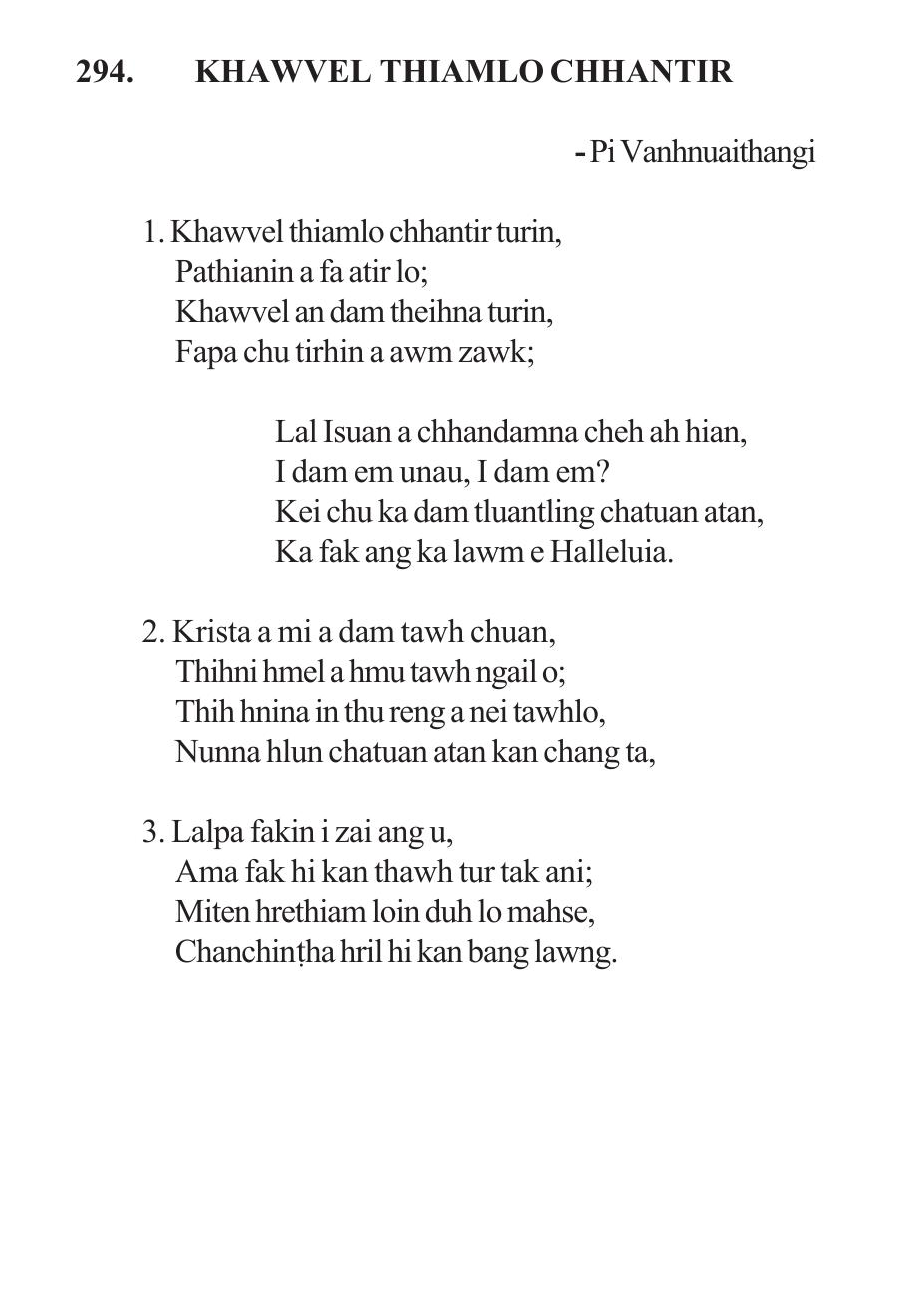 294. KHAWVEL THIAMLO CHHANTIR
- Pi Vanhnuaithangi
1. Khawvel thiamlo chhantir turin,
Pathianin a fa atir lo;
Khawvel an dam theihna turin,
Fapa chu tirhin a awm zawk;
Lal Isuan a chhandamna cheh ah hian,
I dam em unau, I dam em?
Kei chu ka dam tluantling chatuan atan,
Ka fak ang ka lawm e Halleluia.
2. Krista a mi a dam tawh chuan,
Thihni hmel a hmu tawh ngail o;
Thih hnina in thu reng a nei tawhlo,
Nunna hlun chatuan atan kan chang ta,
3. Lalpa fakin i zai ang u,
Ama fak hi kan thawh tur tak ani;
Miten hrethiam loin duh lo mahse,
Chanchinṭha hril hi kan bang lawng.